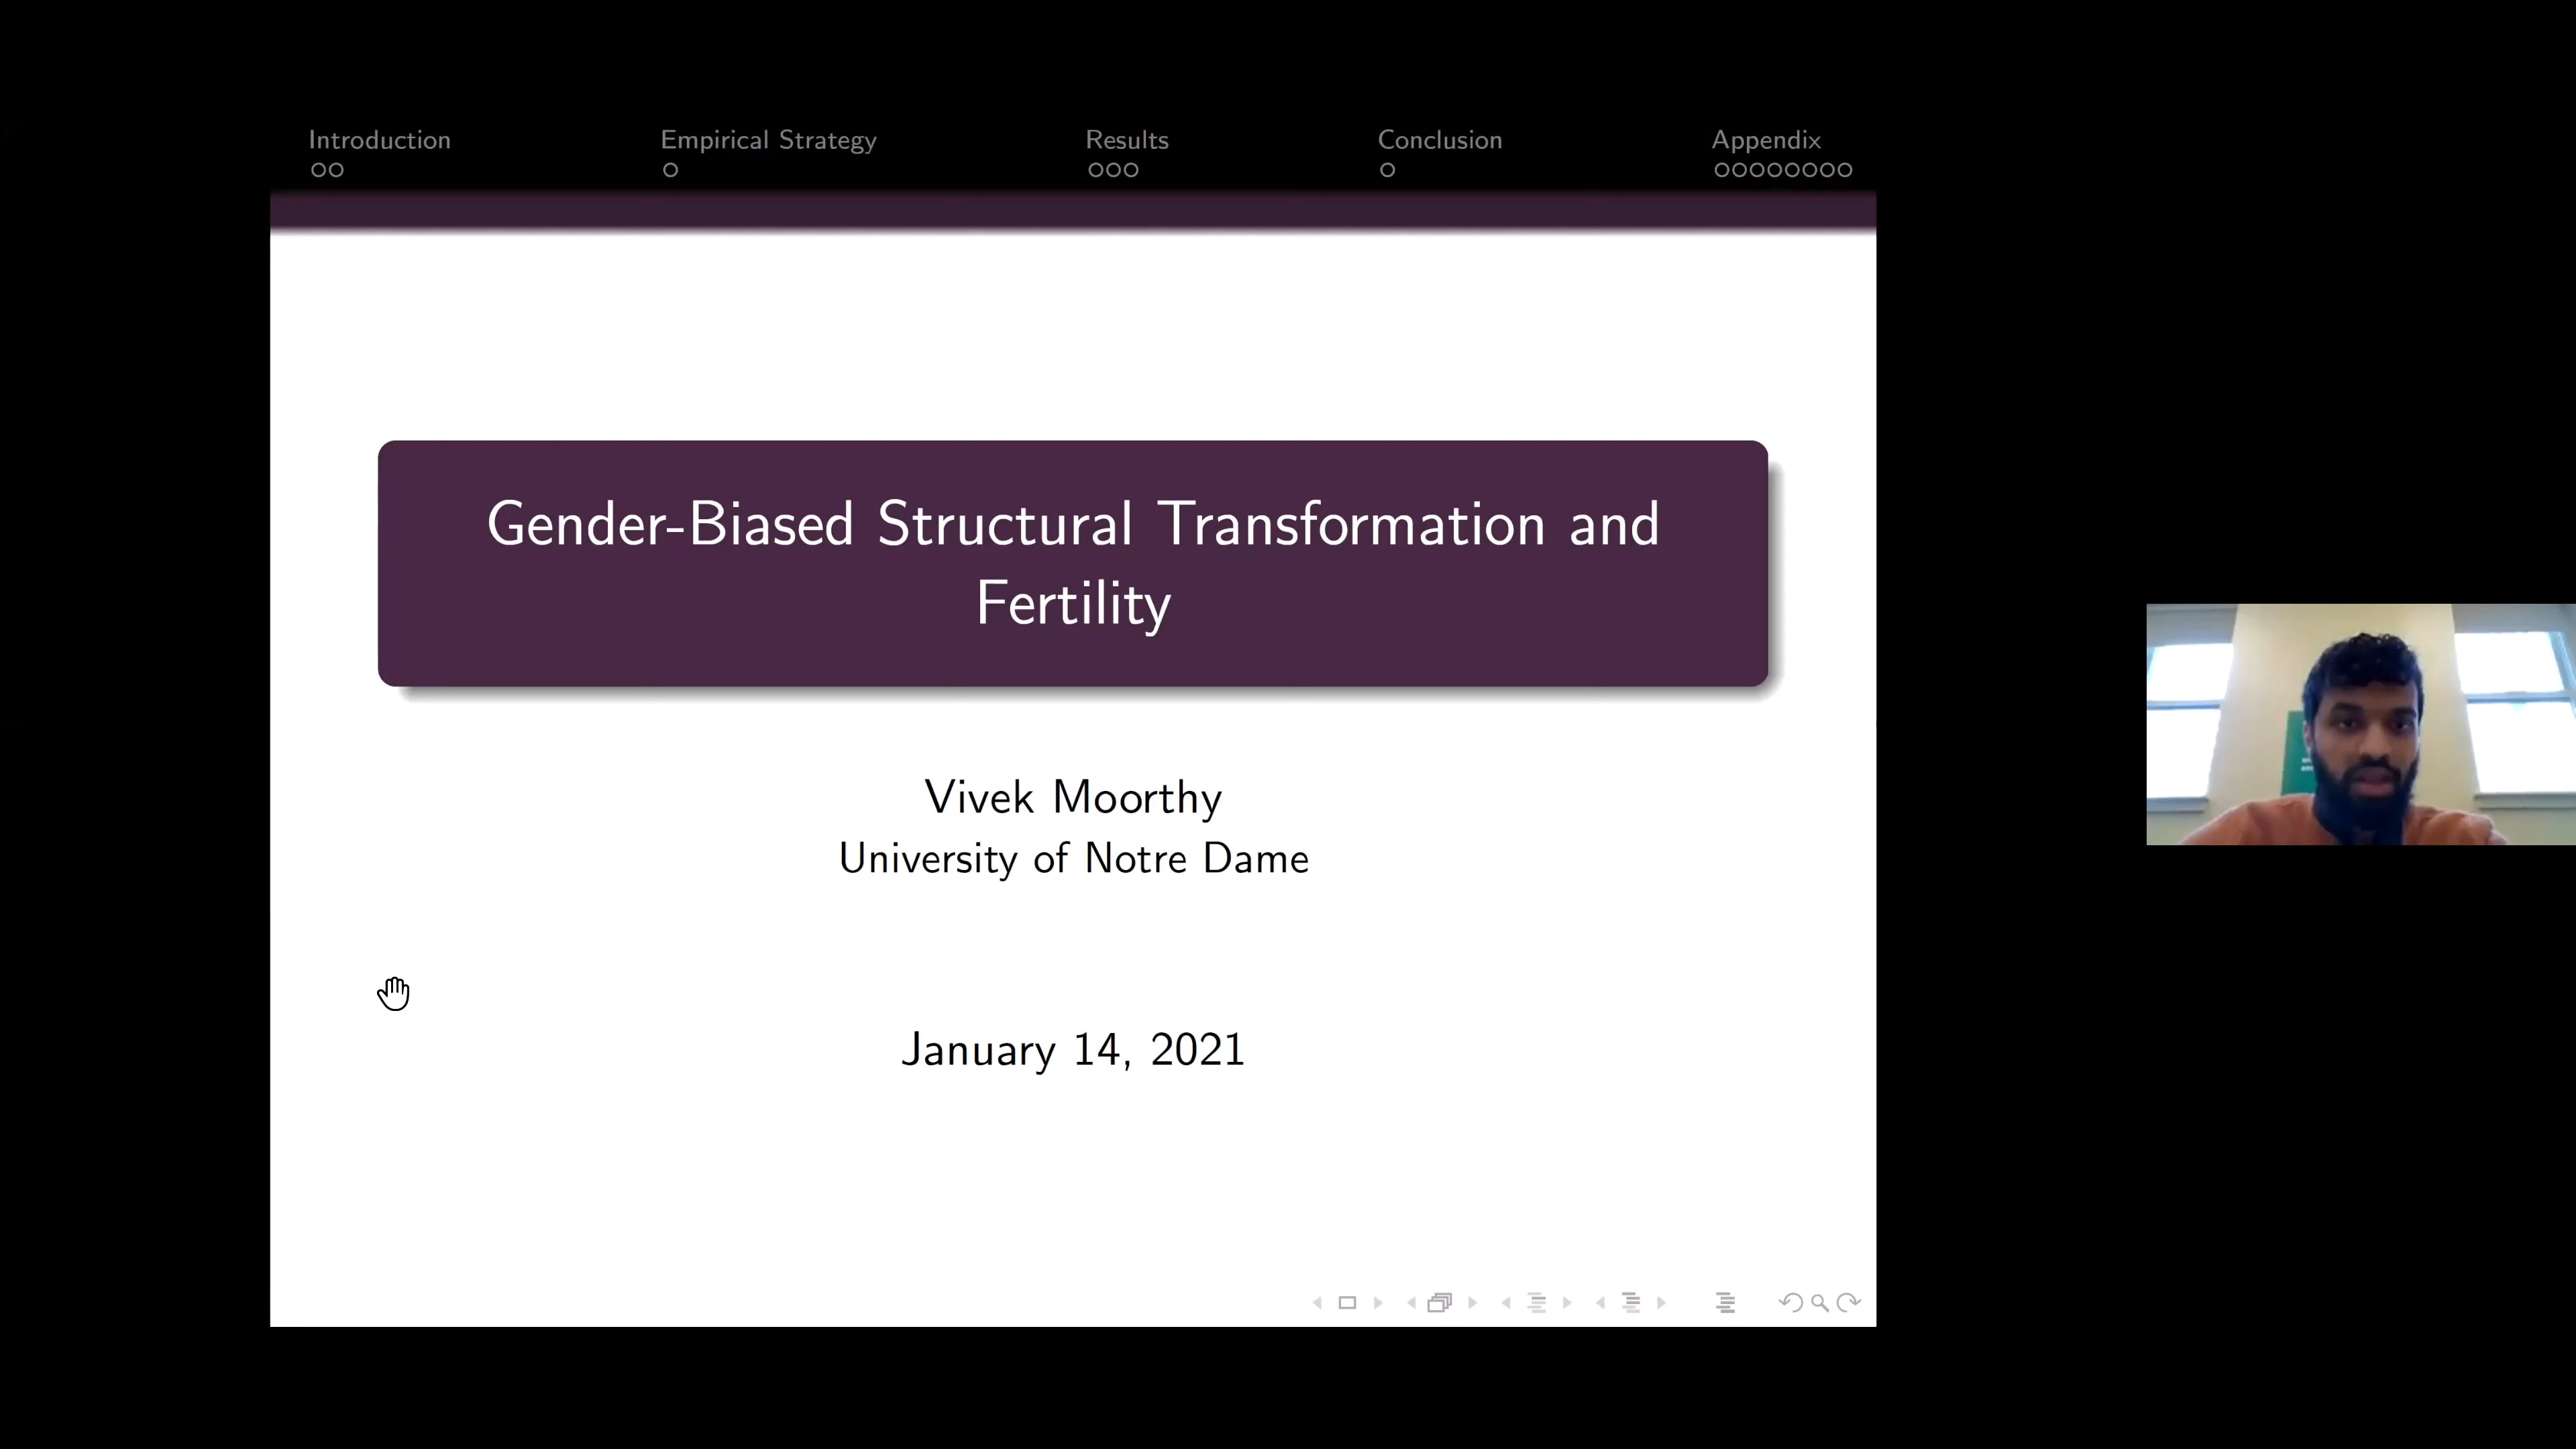 Introduction
Empirical Strategy
Results
Conclusion
Appendix
Gender-Biased Structural Transformation and
Fertility
Vivek Moorthy
University of Notre Dame
January 14, 2021